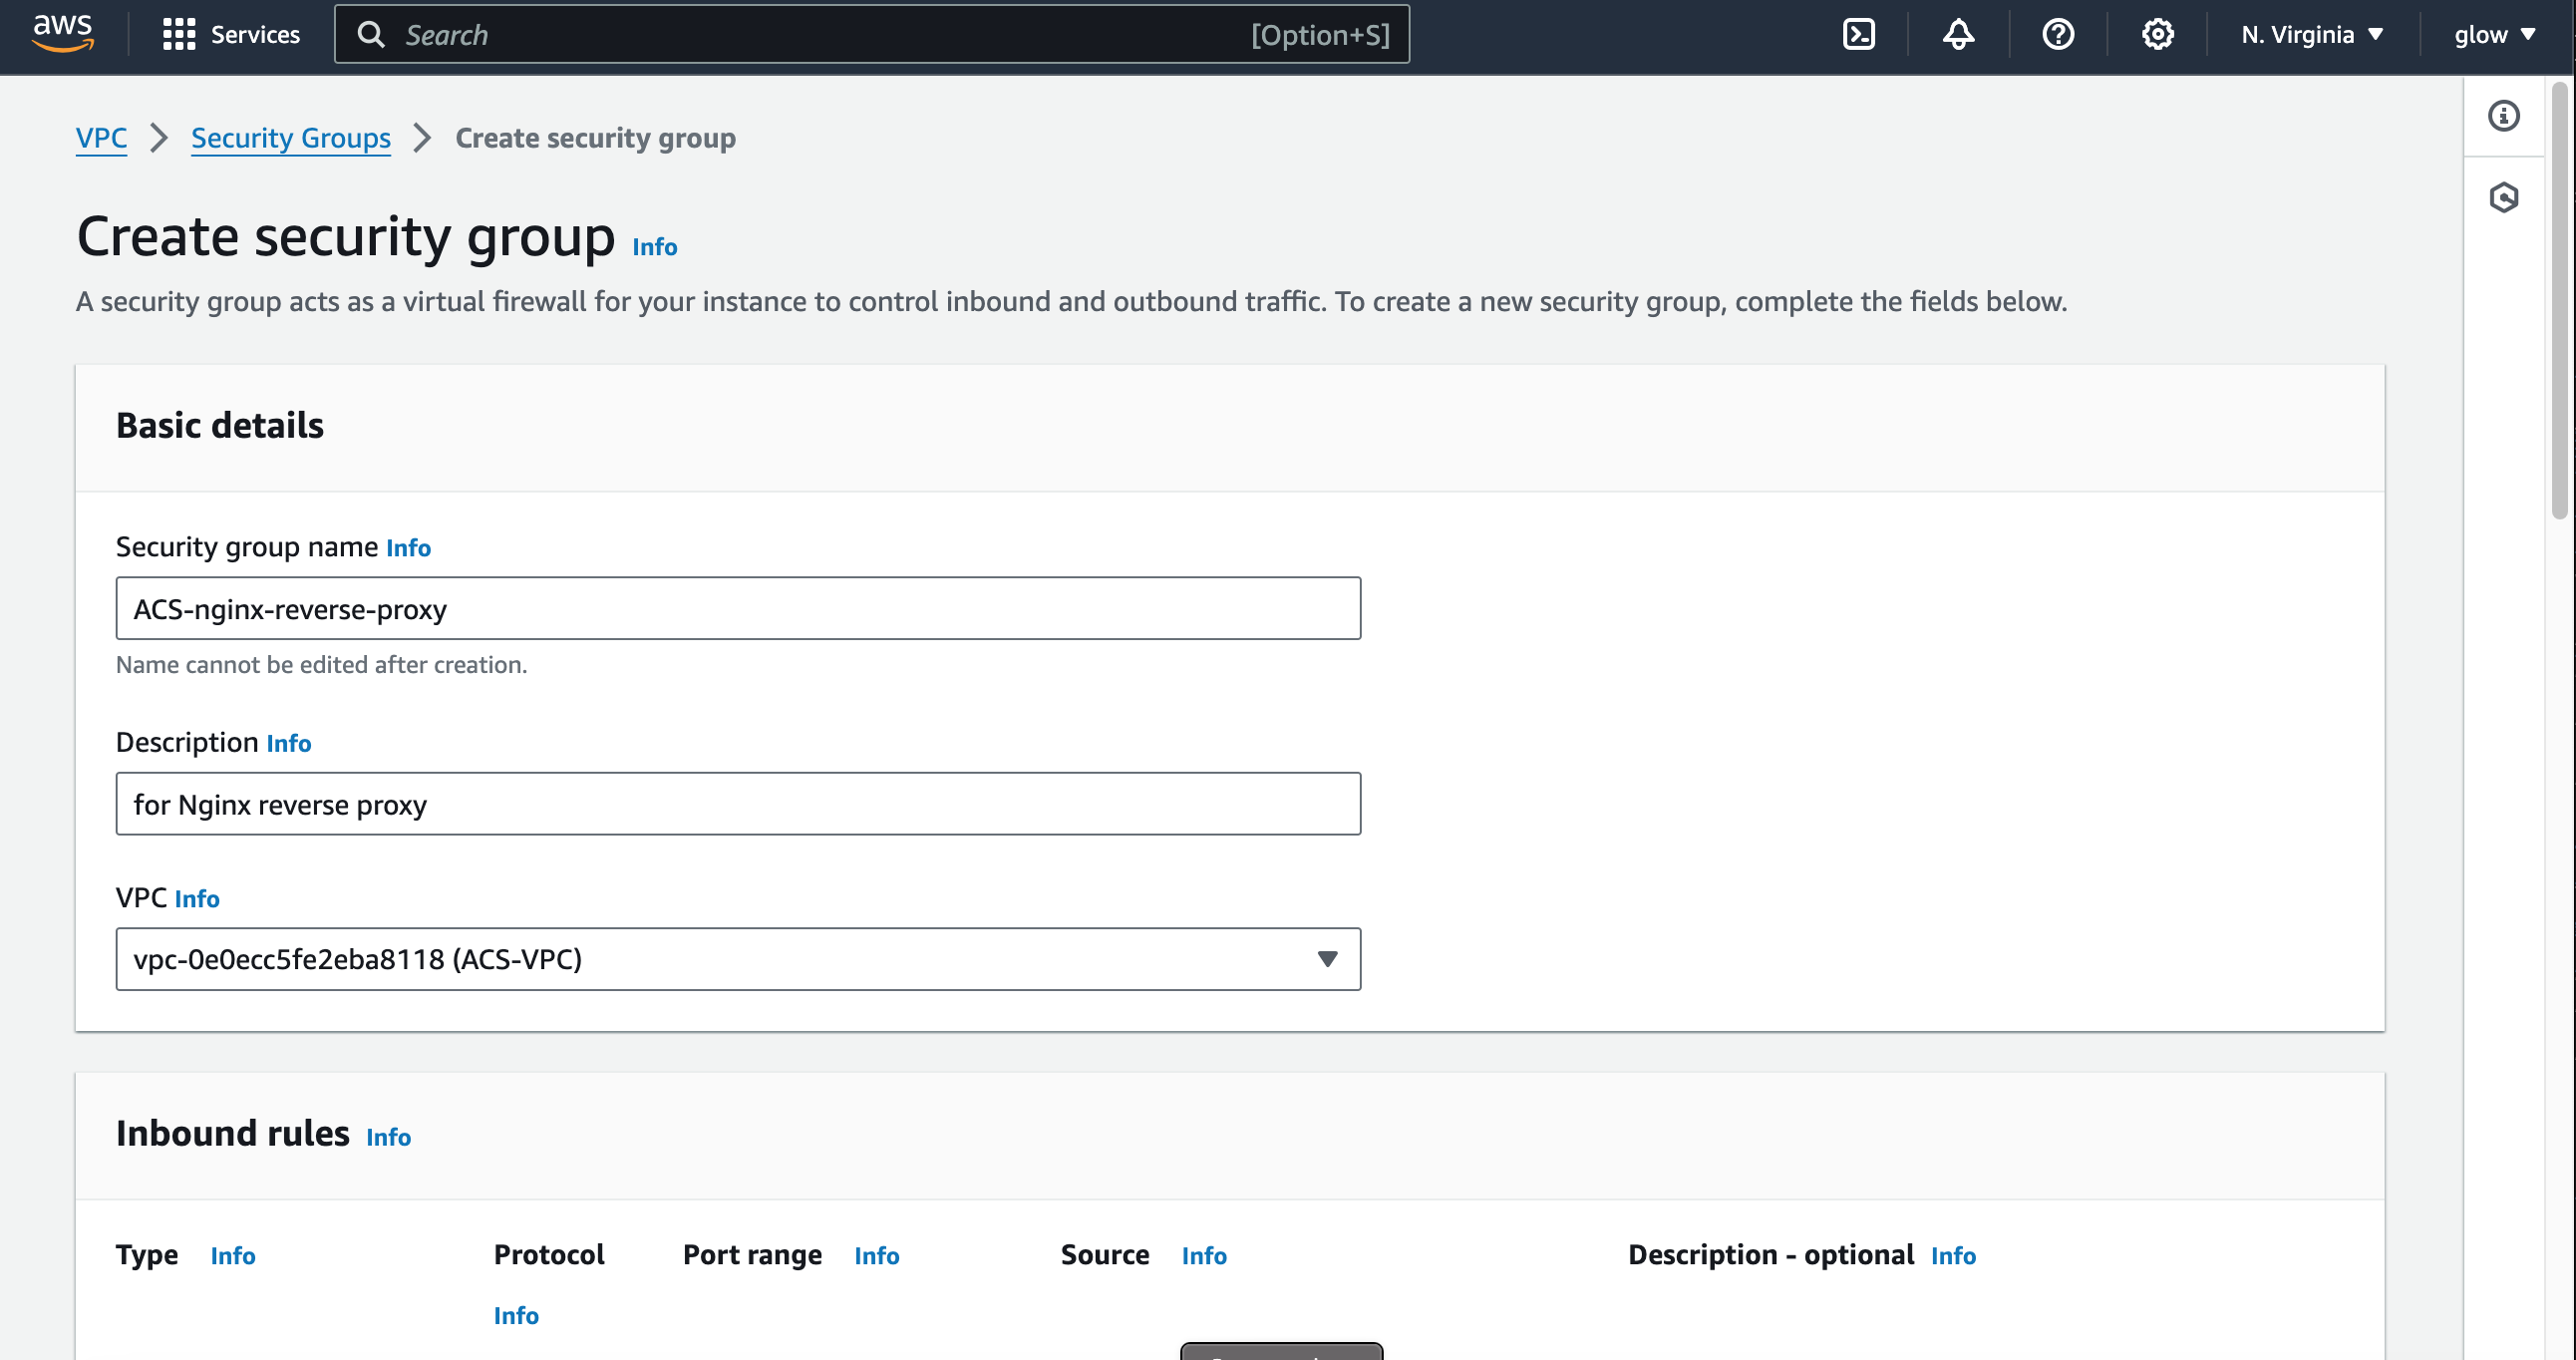 aws Services Search [Option+S] N. Virginia glow
VPC Security Groups Create security group
Create security group Info
A security group acts as a virtual firewall for your instance to control inbound and outbound traffic. To create a new security group, complete the fields below.
Basic details
Security group name Info
ACS-nginx-reverse-proxy
Name cannot be edited after creation.
Description Info
for Nginx reverse proxy
VPC Info
vpc-0e0ecc5fe2eba8118 (ACS-VPC)
Inbound rules Info
Type Info Protocol Port range Info Source Info Description - optional Info
Info